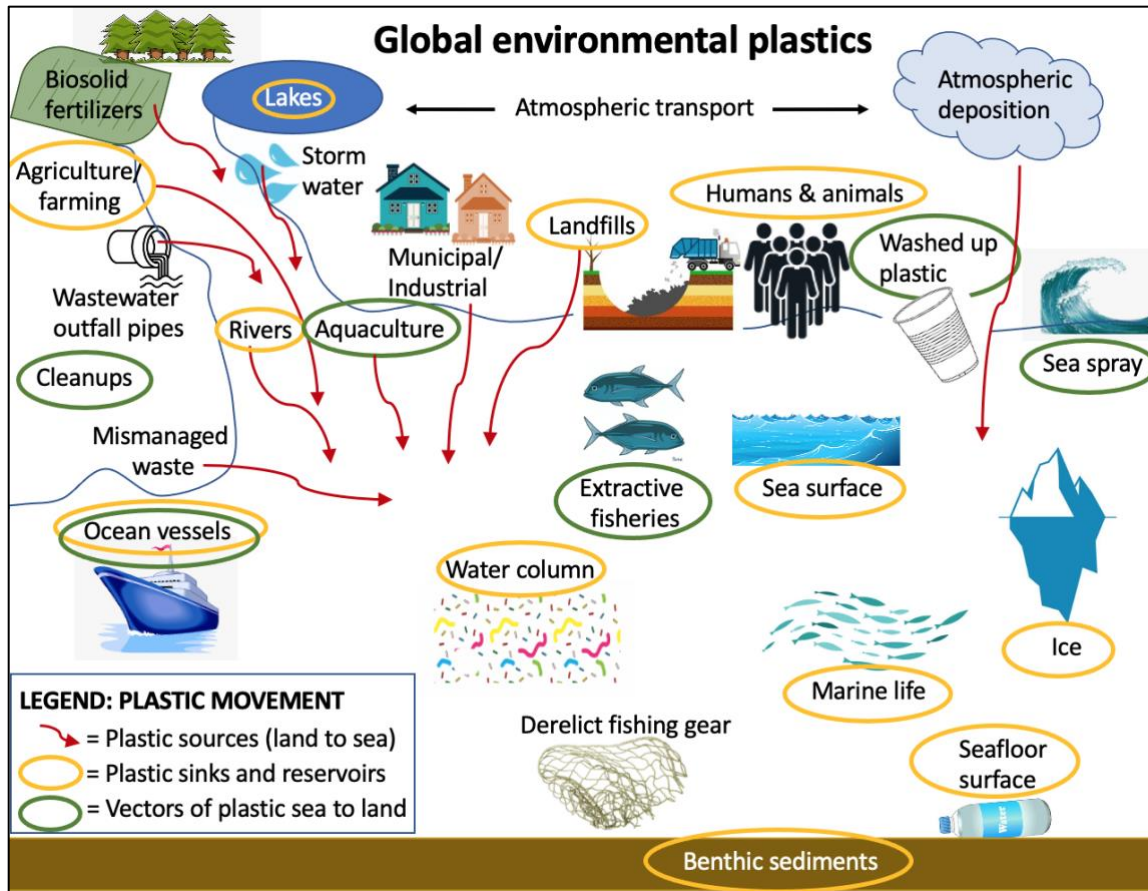 Global environmental plastics
Biosolid
fertilizers
Lakes
Atmospheric transport
Atmospheric
deposition
Agriculture/
farming
Storm
water
Humans & animals
Landfills
Washed up
plastic
Municipal/
Industrial
Wastewater
outfall pipes
Rivers
Aquaculture
Sea spray
Cleanups
Mismanaged
waste
Extractive
fisheries
Sea surface
Ocean vessels
Water column
Ice
Marine life
LEGEND: PLASTIC MOVEMENT
= Plastic sources (land to sea)
= Plastic sinks and reservoirs
= Vectors of plastic sea to land
Derelict fishing gear
Seafloor
surface
Water
Benthic sediments